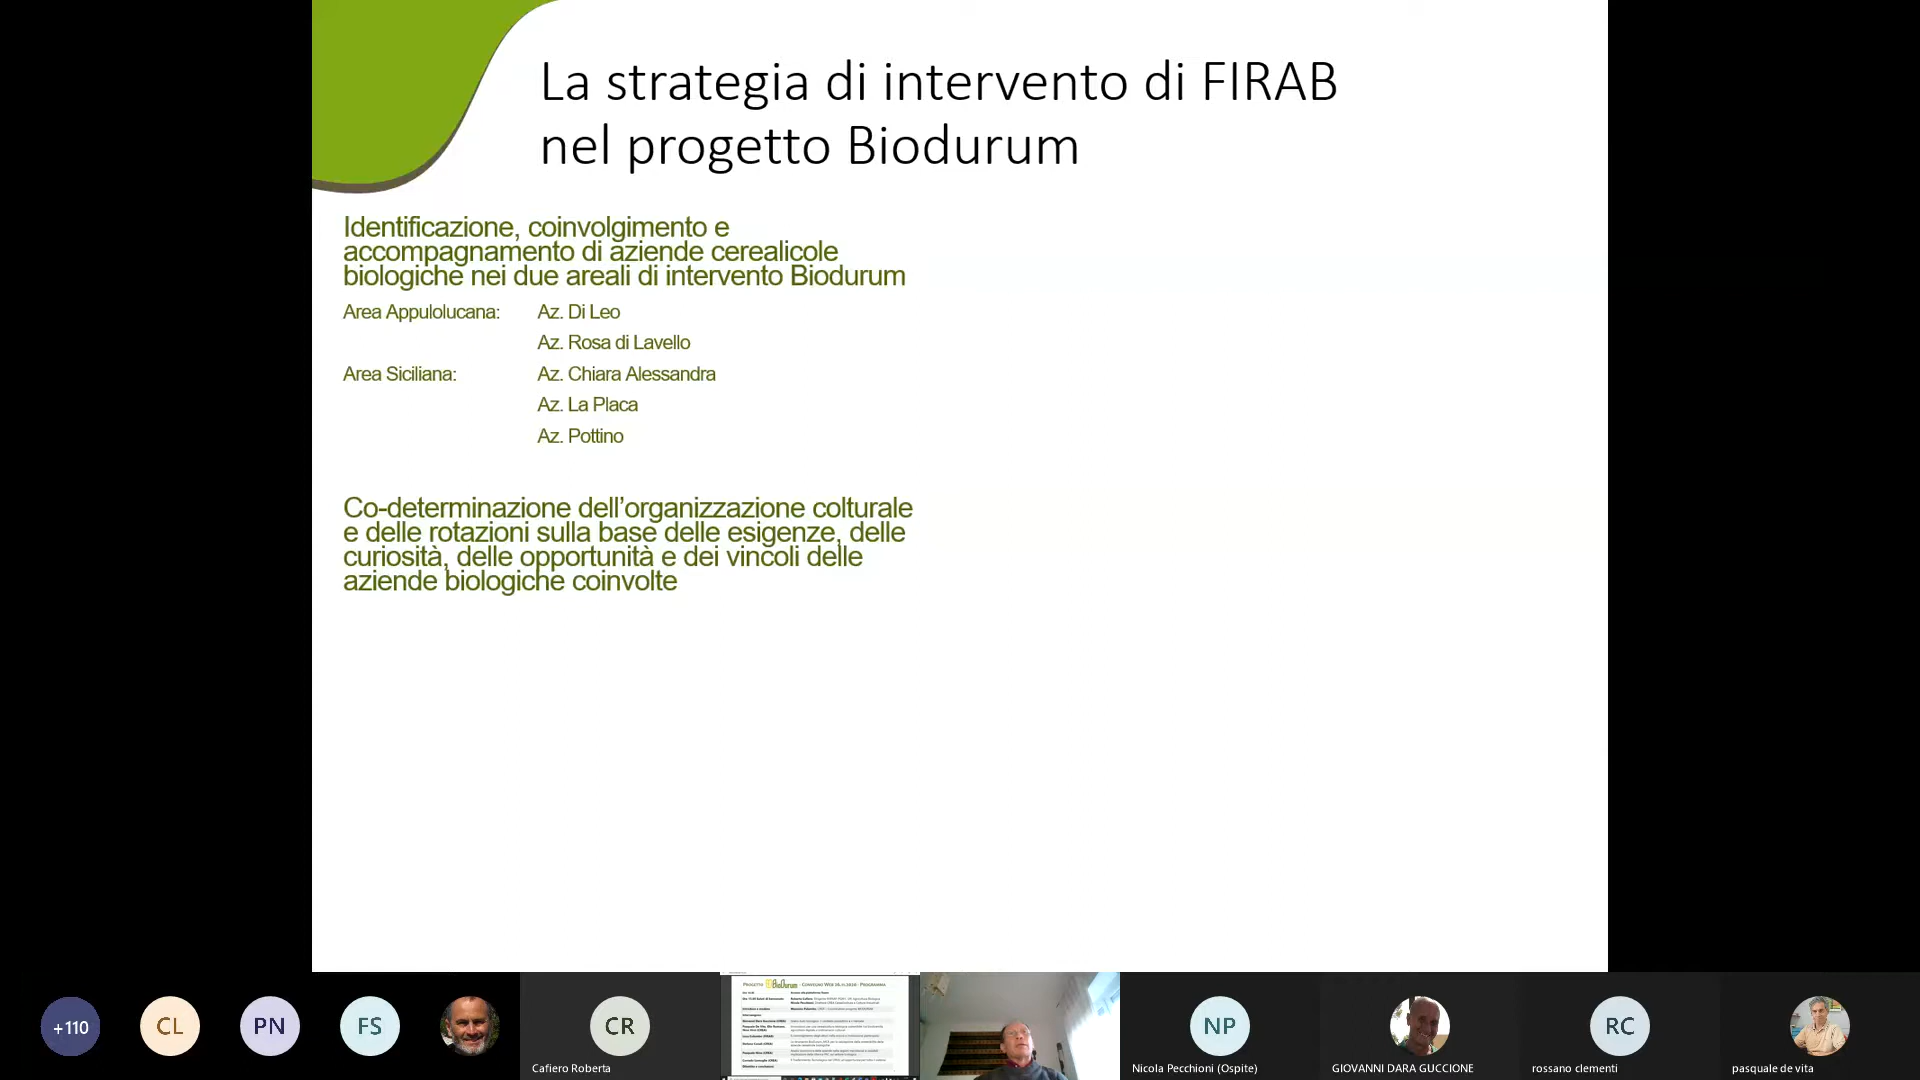 La strategia di intervento di FIRAB
nel progetto Biodurum
Identificazione, coinvolgimento e
accompagnamento di aziende cerealicole
biologiche nei due areali di intervento Biodurum
Area Appulolucana: Az. Di Leo
Az. Rosa di Lavello
Area Siciliana: Az. Chiara Alessandra
Az. La Placa
Az. Pottino
Co-determinazione dell’organizzazione colturale
e delle rotazioni sulla base delle esigenze, delle
curiosità, delle opportunità e dei vincoli delle
aziende biologiche coinvolte
+110
CL
PN
FS
CR
Cafiero Roberta
NP
Nicola Pecchioni (Ospite)
GIOVANNI DARA GUCCIONE
RC
rossano clementi
pasquale de vita